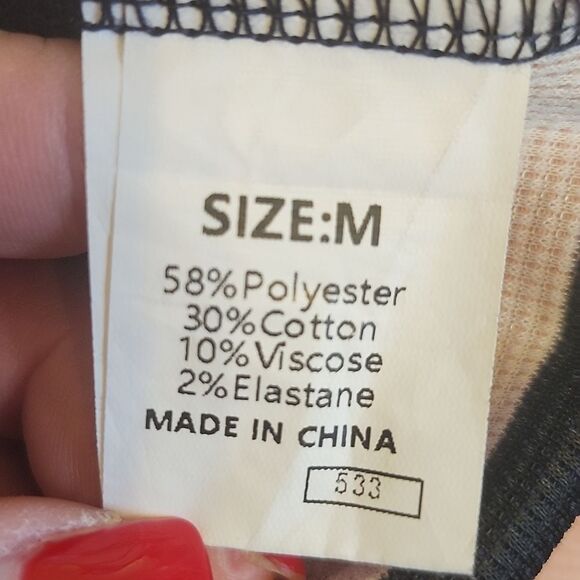 SIZE:M
58%Polyester
30%Cotton
10%Viscose
2%Elastane
MADE IN CHINA
533